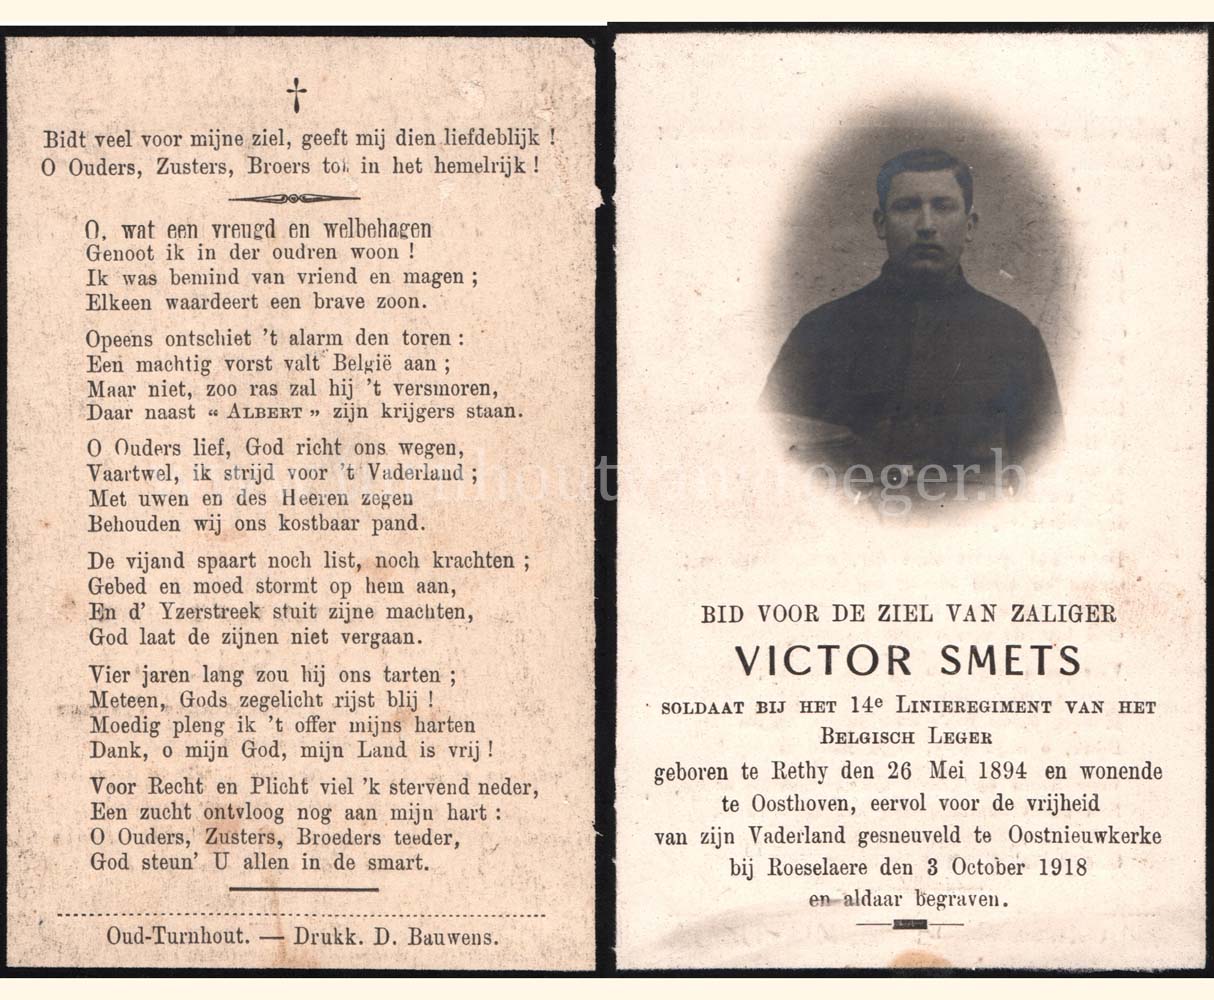 †
Bidt veel voor mijne ziel, geeft mij dien liefdeblijk !
O Ouders, Zusters, Broers tot in het hemelrijk !
O, wat een vreugd en welbehagen
Genoot ik in der oudren woon !
Ik was bemind van vriend en magen ;
Elkeen waardeert een brave zoon.
Opeens ontschiet 't alarm den toren :
Een machtig vorst valt België aan ;
Maar niet, zoo ras zal hij 't versmoren,
Daar naast “ ALBERT ” zijn krijgers staan.
O Ouders lief, God richt ons wegen,
Vaartwel, ik strijd voor 't Vaderland ;
Met uwen en des Heeren zegen
Behouden wij ons kostbaar pand.
De vijand spaart noch list, noch krachten ;
Gebed en moed stormt op hem aan,
En d' Yzerstreek stuit zijne machten,
God laat de zijnen niet vergaan.
Vier jaren lang zou hij ons tarten ;
Meteen, Gods zegelicht rijst blij !
Moedig pleng ik 't offer mijns harten
Dank, o mijn God, mijn Land is vrij !
Voor Recht en Plicht viel 'k stervend neder,
Een zucht ontvloog nog aan mijn hart :
O Ouders, Zusters, Broeders teeder,
God steun' U allen in de smart.
Oud-Turnhout. — Drukk. D. Bauwens.
BID VOOR DE ZIEL VAN ZALIGER
VICTOR SMETS
SOLDAAT BIJ HET 14e LINIEREGIMENT VAN HET
BELGISCH LEGER
geboren te Rethy den 26 Mei 1894 en wonende
te Oosthoven, eervol voor de vrijheid
van zijn Vaderland gesneuveld te Oostnieuwkerke
bij Roeselaere den 3 October 1918
en aldaar begraven.